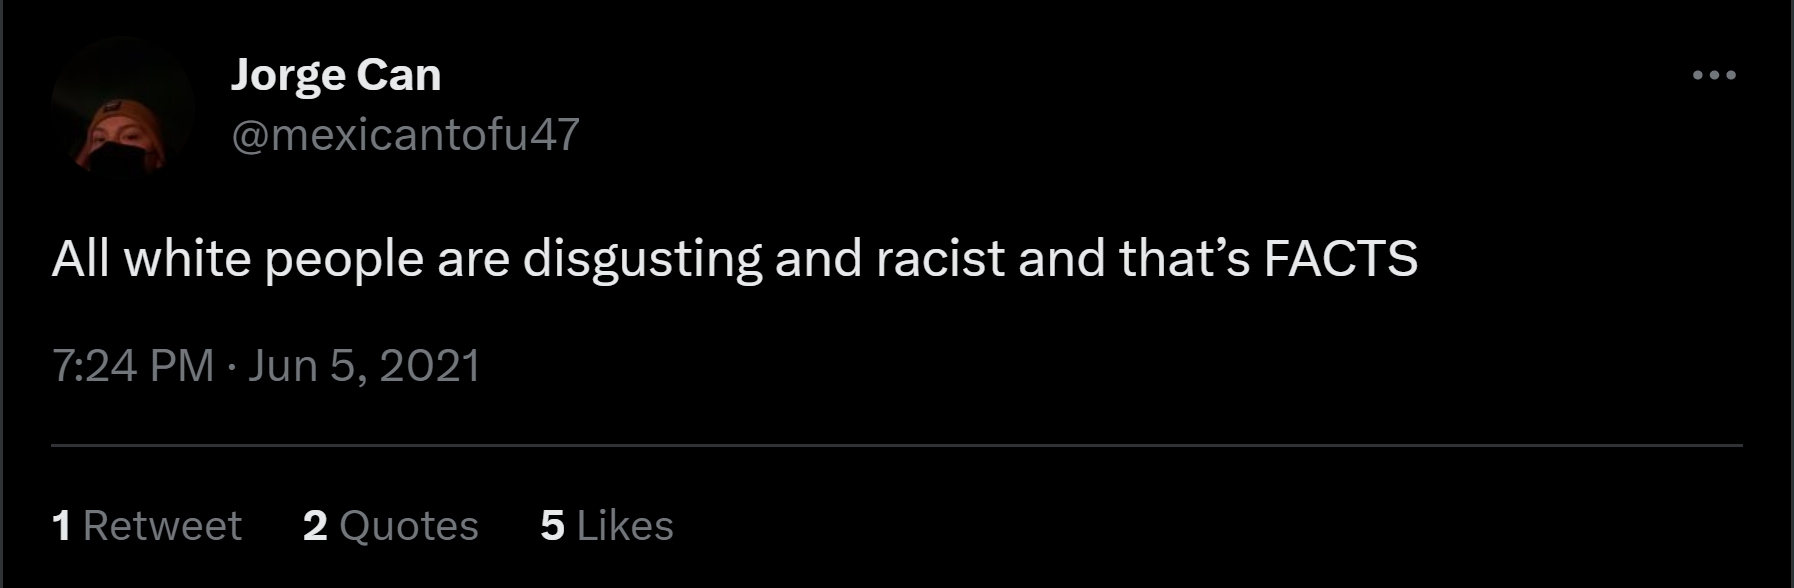 Jorge Can
@mexicantofu47
All white people are disgusting and racist and that’s FACTS
7:24 PM · Jun 5, 2021
1 Retweet 2 Quotes 5 Likes